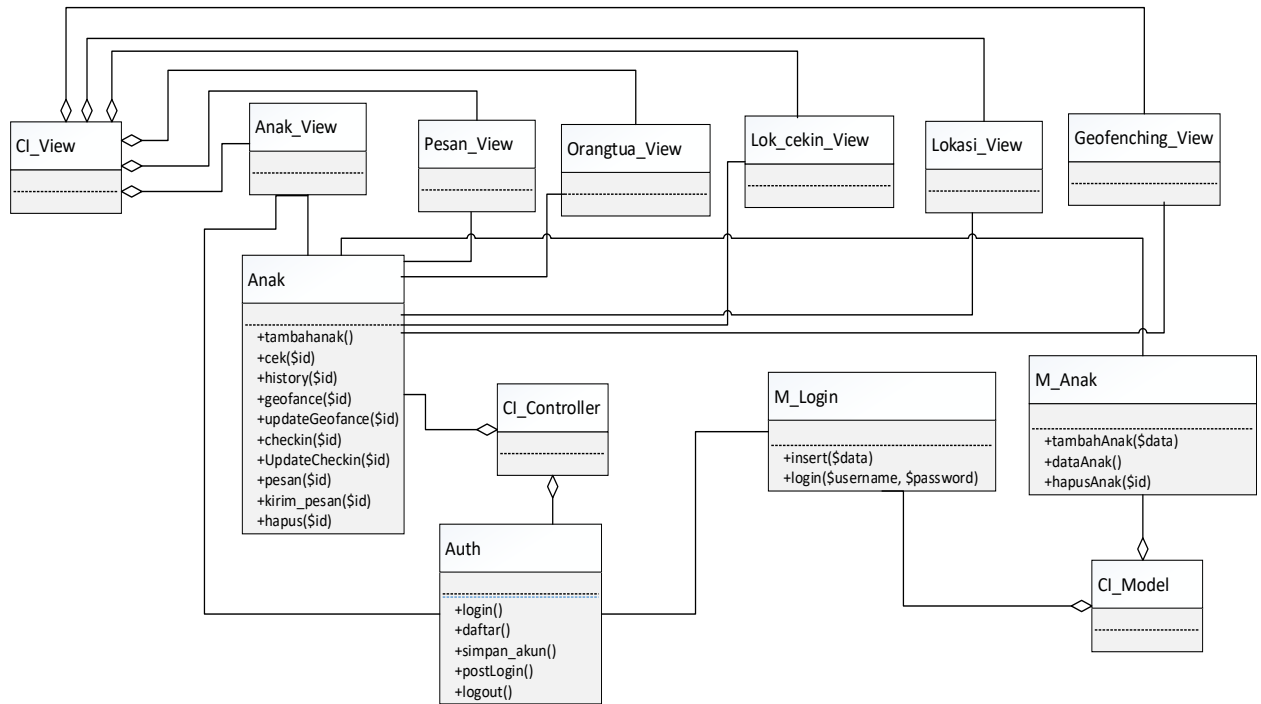 CI_View
Anak_View
Pesan_View
Orangtua_View
Lok_cekin_View
Lokasi_View
Geofenching_View
Anak
+tambahanak()
+cek($id)
+history($id)
+geofance($id)
+updateGeofance($id)
+checkin($id)
+UpdateCheckin($id)
+pesan($id)
+kirim_pesan($id)
+hapus($id)
CI_Controller
M_Login
+insert($data)
+login($username, $password)
M_Anak
+tambahAnak($data)
+dataAnak()
+hapusAnak($id)
Auth
+login()
+daftar()
+simpan_akun()
+postLogin()
+logout()
CI_Model